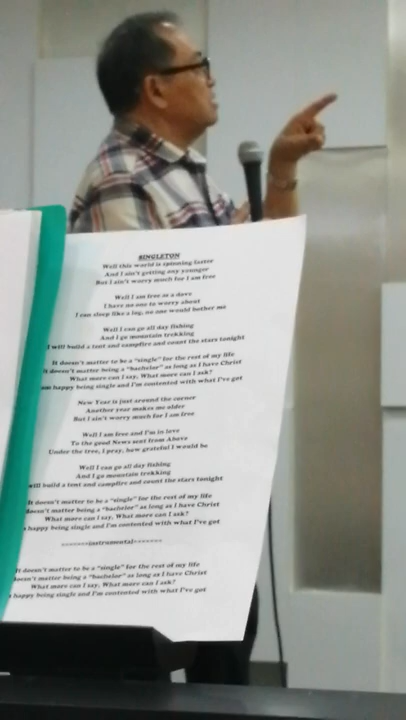 SINGLETON
Well this world is spinning faster
And I ain't getting any younger
But I ain't worry much for I am free
Well I am free as a dove
I have no one to worry about
I can sleep like a log, no one would bother me
Well I can go all day fishing
And I go mountain trekking
I will build a tent and campfire and count the stars tonight
It doesn't matter to be a "single" for the rest of my life
It doesn't matter being a "bachelor" as long as I have Christ
What more can I say, What more can I ask?
am happy being single and I'm contented with what I've got
New Year is just around the corner
Another year makes me older
But I ain't worry much for I am free
Well I am free and I'm in love
To the good News sent from Above
Under the tree, I pray, how grateful I would be
Well I can go all day fishing
And I go mountain trekking
will build a tent and campfire and count the stars tonight
It doesn't matter to be a "single" for the rest of my life
doesn't matter being a "bachelor" as long as I have Christ
What more can I say, What more can I ask?
happy being single and I'm contented with what I've got
=======instrumental=======
It doesn't matter to be a "single" for the rest of my life
doesn't matter being a "bachelor" as long as I have Christ
What more can I say, What more can I ask?
happy being single and I'm contented with what I've got